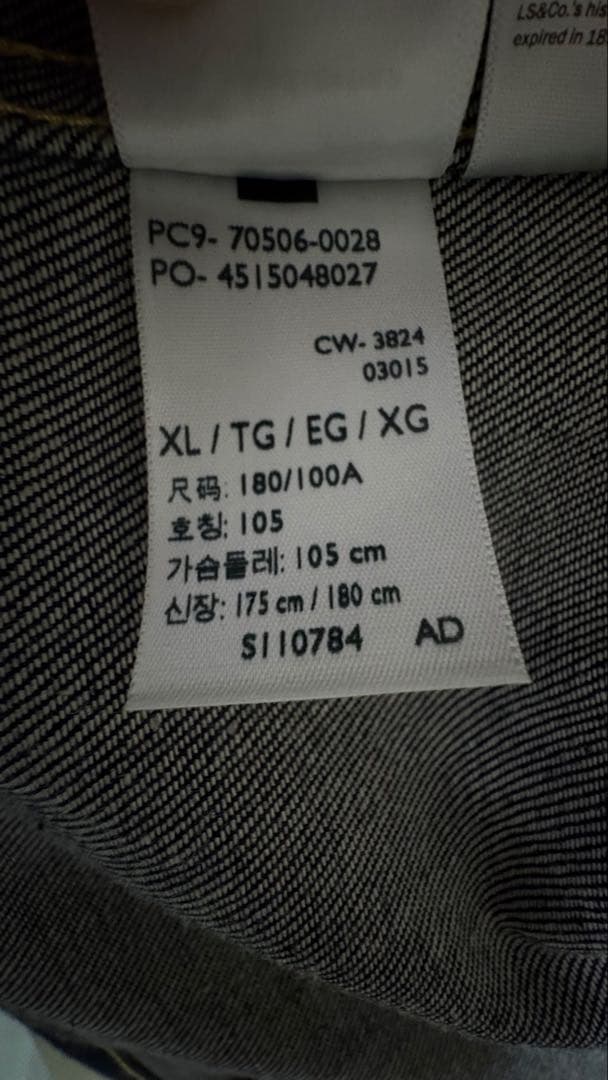 LS&Co.'s his
expired in 18
PC9- 70506-0028
PO- 4515048027
CW- 3824
03015
XL / TG / EG / XG
尺码: 180/100A
호칭: 105
가슴둘레: 105 cm
신장: 175 cm / 180 cm
S110784 AD